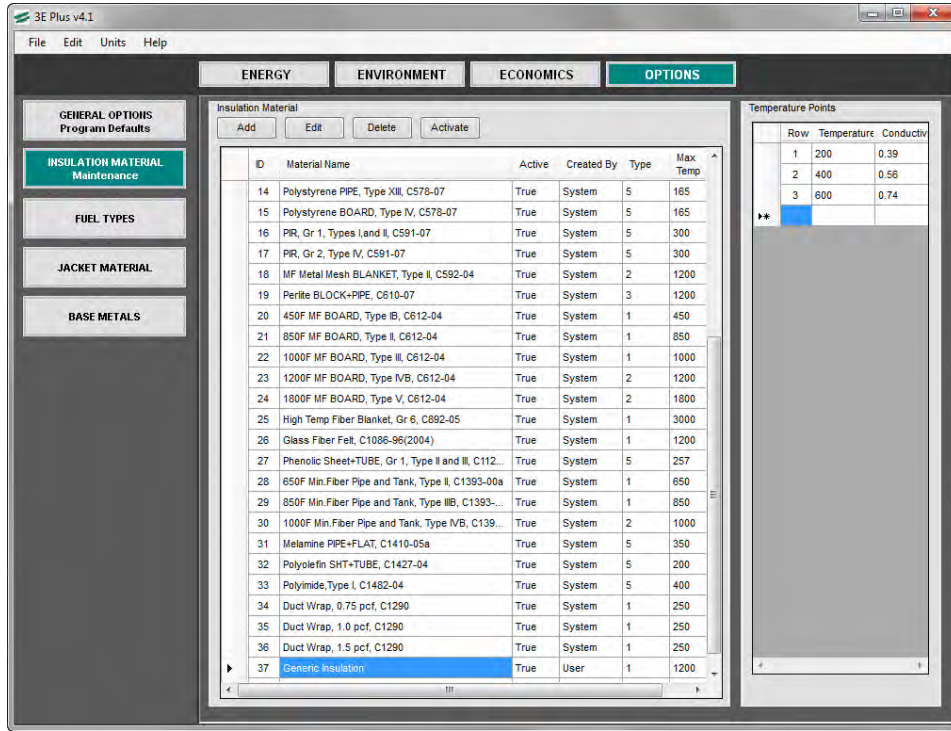 3E Plus v4.1
File Edit Units Help
ENERGY ENVIRONMENT ECONOMICS OPTIONS
GENERAL OPTIONS
Program Defaults
INSULATION MATERIAL
Maintenance
FUEL TYPES
JACKET MATERIAL
BASE METALS
Insulation Material
Add Edit Delete Activate
ID Material Name Active Created By Type Max Temp
14 Polystyrene PIPE, Type XIII, C578-07 True System 5 165
15 Polystyrene BOARD, Type IV, C578-07 True System 5 165
16 PIR, Gr 1, Types I,and II, C591-07 True System 5 300
17 PIR, Gr 2, Type IV, C591-07 True System 5 300
18 MF Metal Mesh BLANKET, Type II, C592-04 True System 2 1200
19 Perlite BLOCK+PIPE, C610-07 True System 3 1200
20 450F MF BOARD, Type IB, C612-04 True System 1 450
21 850F MF BOARD, Type II, C612-04 True System 1 850
22 1000F MF BOARD, Type III, C612-04 True System 1 1000
23 1200F MF BOARD, Type IVB, C612-04 True System 2 1200
24 1800F MF BOARD, Type V, C612-04 True System 2 1800
25 High Temp Fiber Blanket, Gr 6, C892-05 True System 1 3000
26 Glass Fiber Felt, C1086-96(2004) True System 1 1200
27 Phenolic Sheet+TUBE, Gr 1, Type II and III, C112... True System 5 257
28 650F Min.Fiber Pipe and Tank, Type II, C1393-00a True System 1 650
29 850F Min.Fiber Pipe and Tank, Type IIIB, C1393-... True System 1 850
30 1000F Min.Fiber Pipe and Tank, Type IVB, C139... True System 2 1000
31 Melamine PIPE+FLAT, C1410-05a True System 5 350
32 Polyolefin SHT+TUBE, C1427-04 True System 5 200
33 Polyimide,Type I, C1482-04 True System 5 400
34 Duct Wrap, 0.75 pcf, C1290 True System 1 250
35 Duct Wrap, 1.0 pcf, C1290 True System 1 250
36 Duct Wrap, 1.5 pcf, C1290 True System 1 250
37 Generic Insulation True User 1 1200
Temperature Points
Row Temperature Conductiv
1 200 0.39
2 400 0.56
3 600 0.74